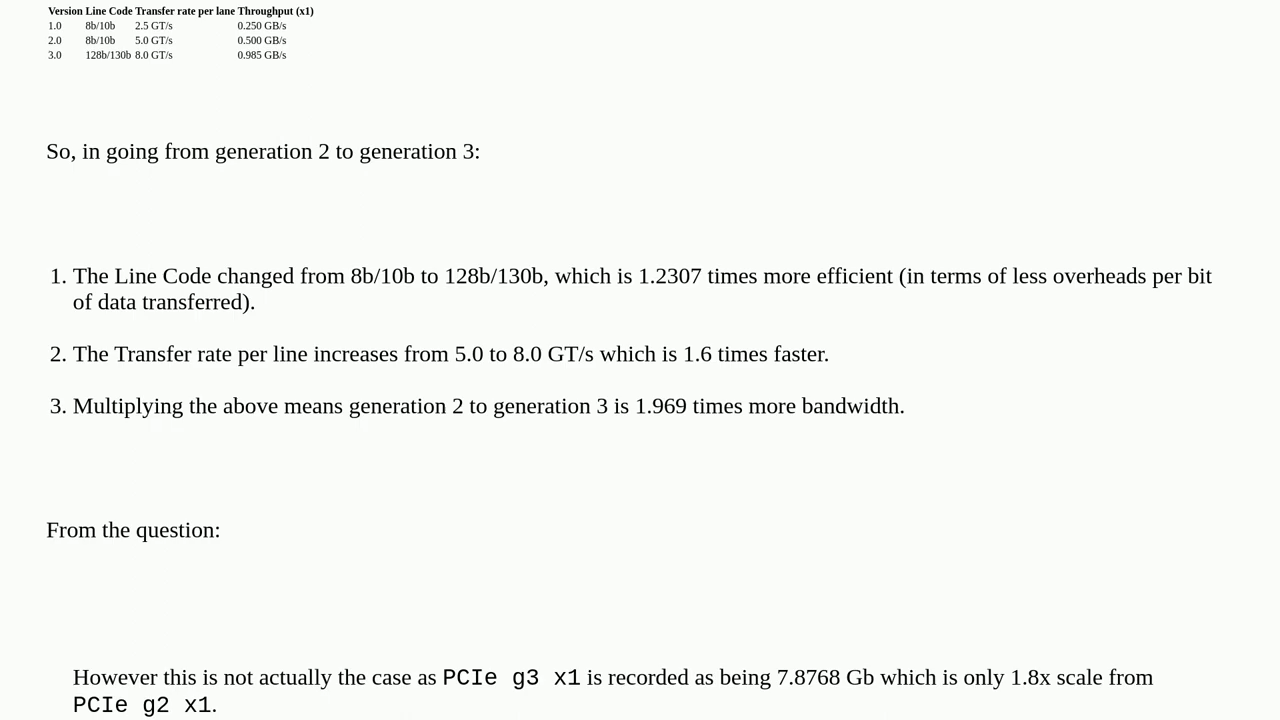 Version Line Code Transfer rate per lane Throughput (x1)
1.0 8b/10b 2.5 GT/s 0.250 GB/s
2.0 8b/10b 5.0 GT/s 0.500 GB/s
3.0 128b/130b 8.0 GT/s 0.985 GB/s
So, in going from generation 2 to generation 3:
1. The Line Code changed from 8b/10b to 128b/130b, which is 1.2307 times more efficient (in terms of less overheads per bit
of data transferred).
2. The Transfer rate per line increases from 5.0 to 8.0 GT/s which is 1.6 times faster.
3. Multiplying the above means generation 2 to generation 3 is 1.969 times more bandwidth.
From the question:
However this is not actually the case as PCIe g3 x1 is recorded as being 7.8768 Gb which is only 1.8x scale from
PCIe g2 x1.